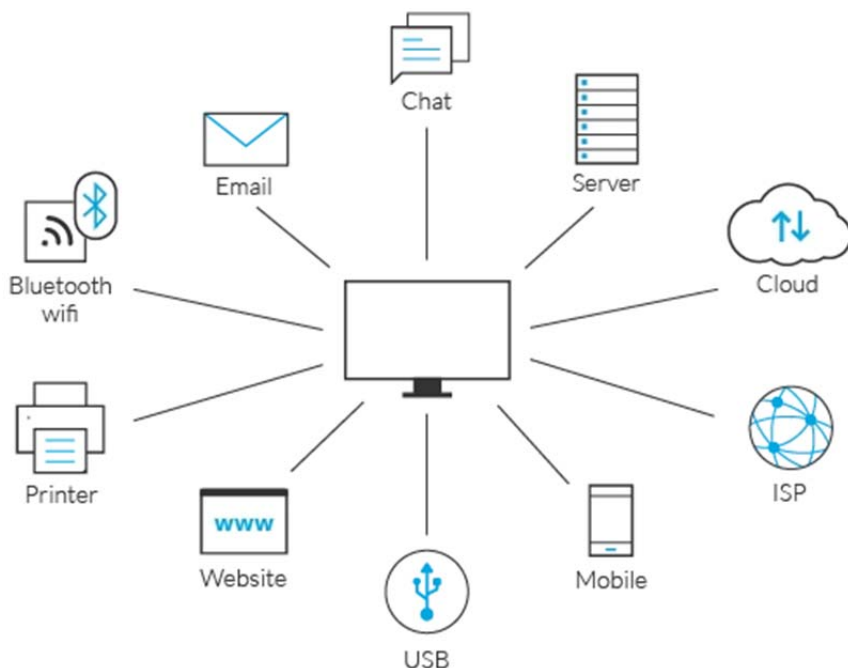 Chat
Email
Server
Bluetooth
wifi
Cloud
Printer
ISP
www
Website
Mobile
USB